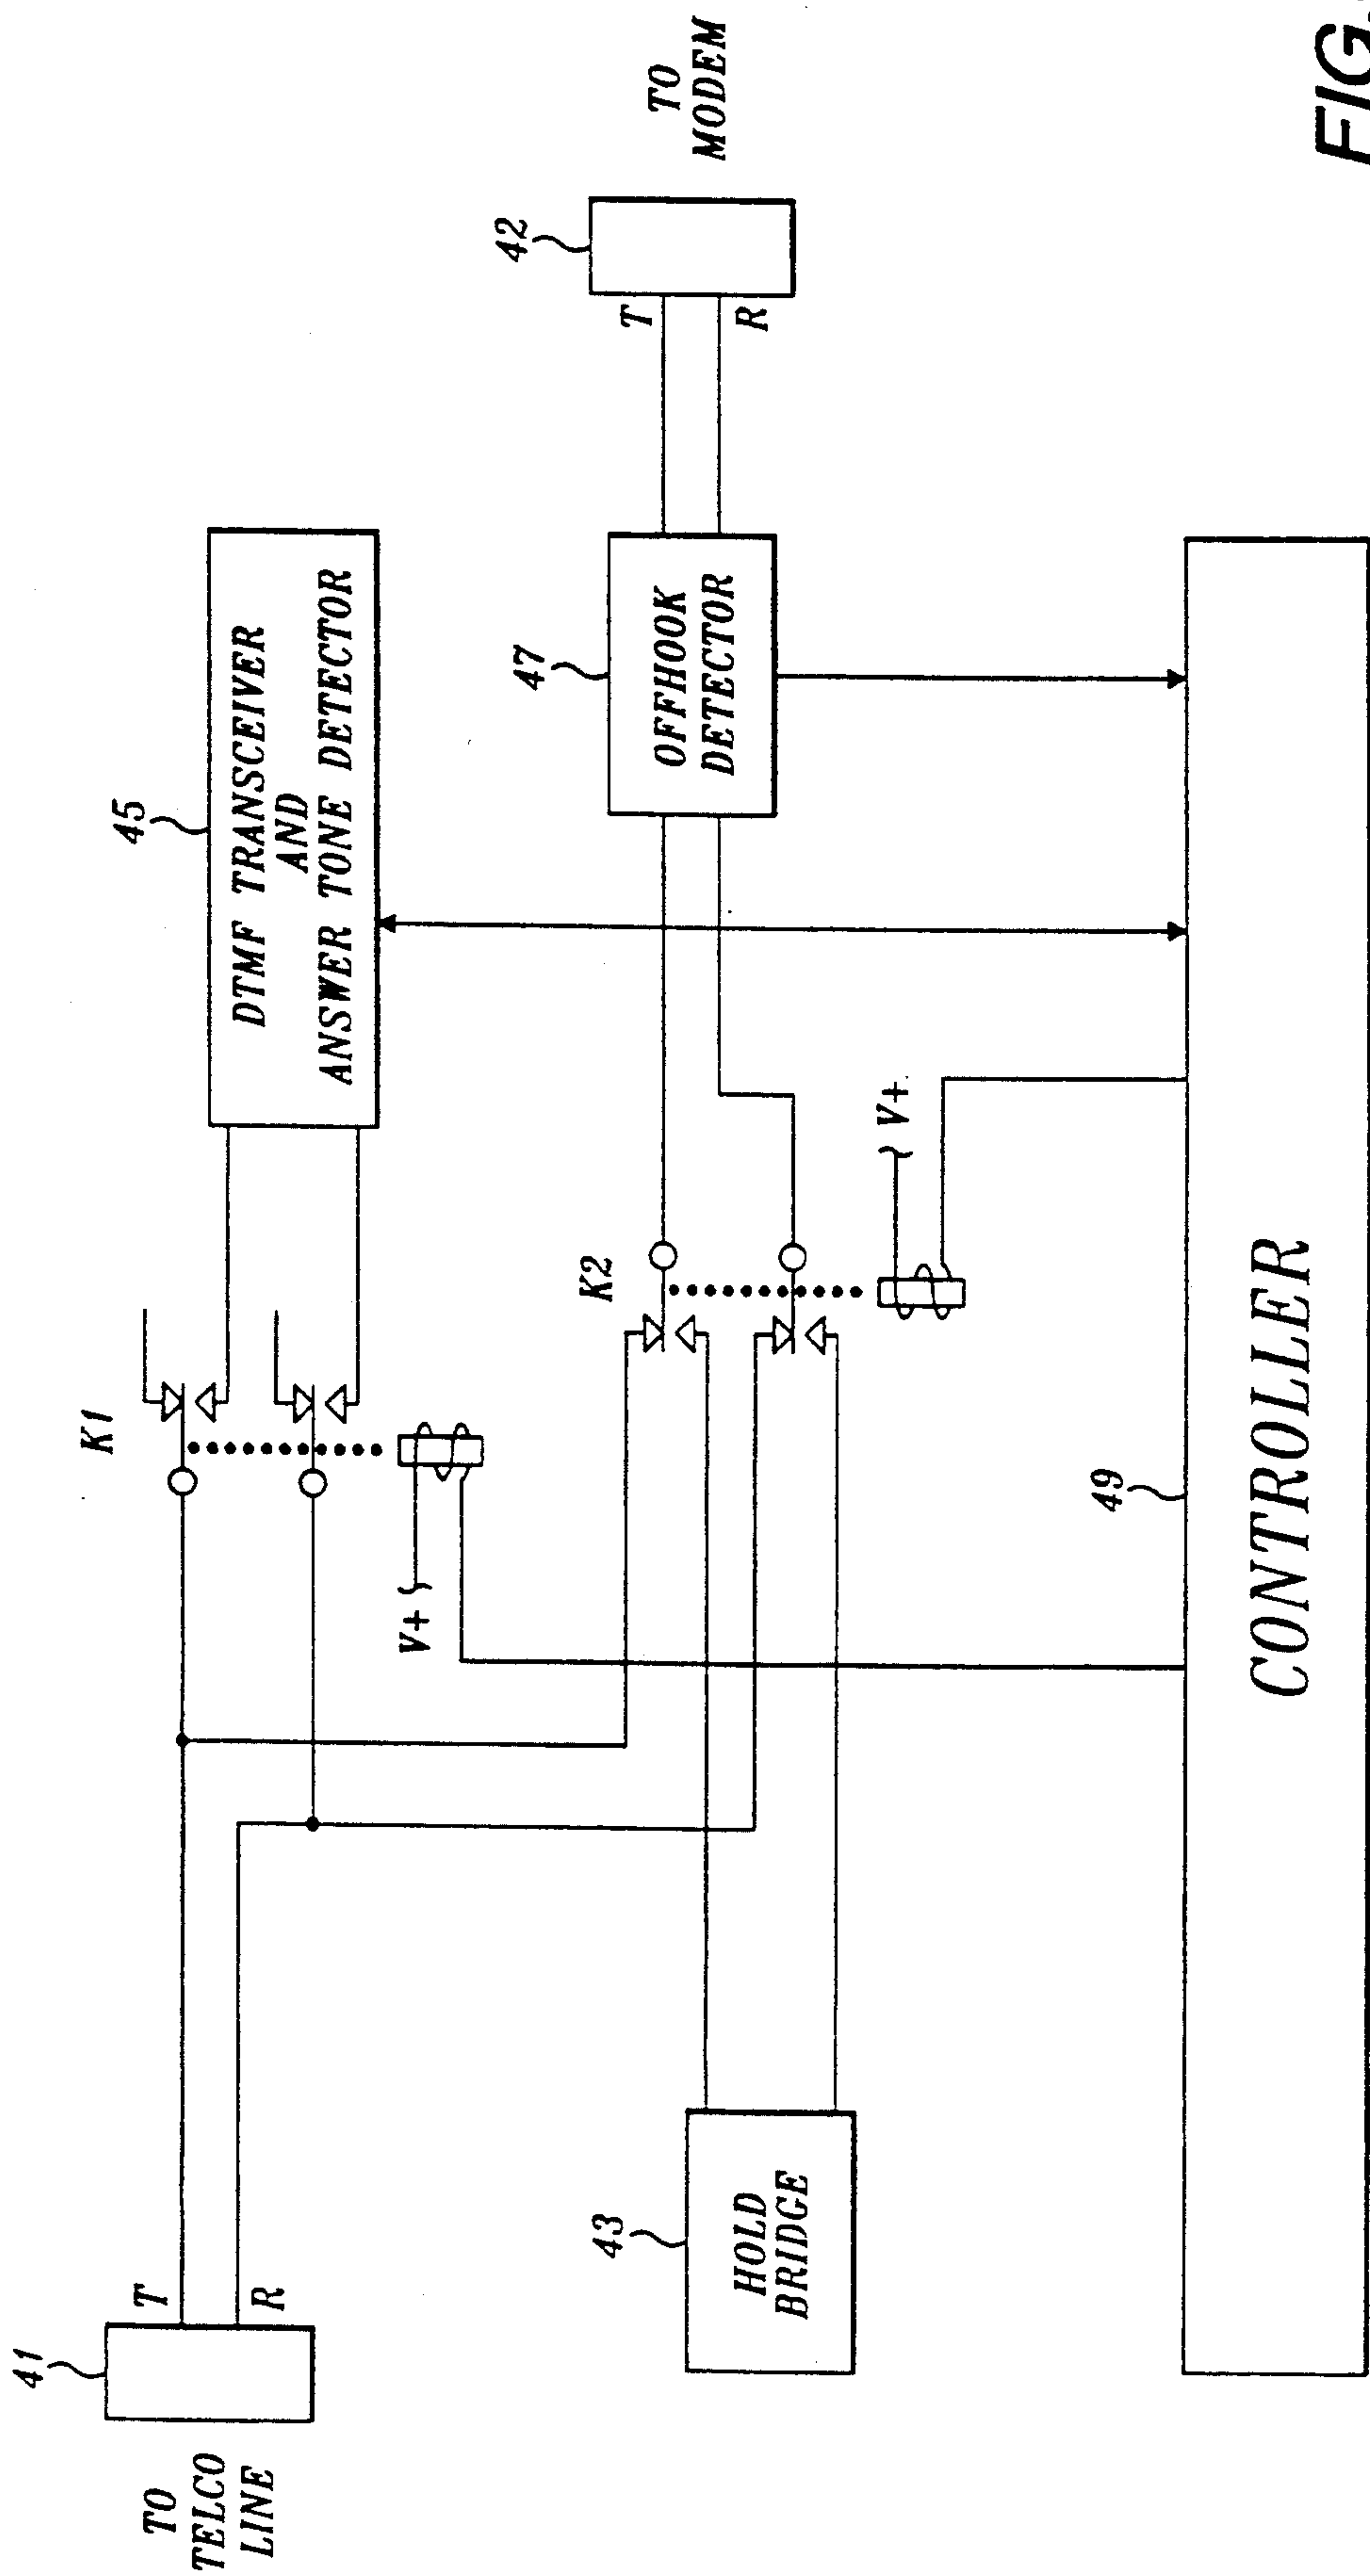 TO
TELCO
LINE
41
T
R
K1
V+
45
DTMF TRANSCEIVER
AND
ANSWER TONE DETECTOR
43
HOLD
BRIDGE
K2
V+
47
OFFHOOK
DETECTOR
T
R
42
TO
MODEM
49
CONTROLLER
FIG.